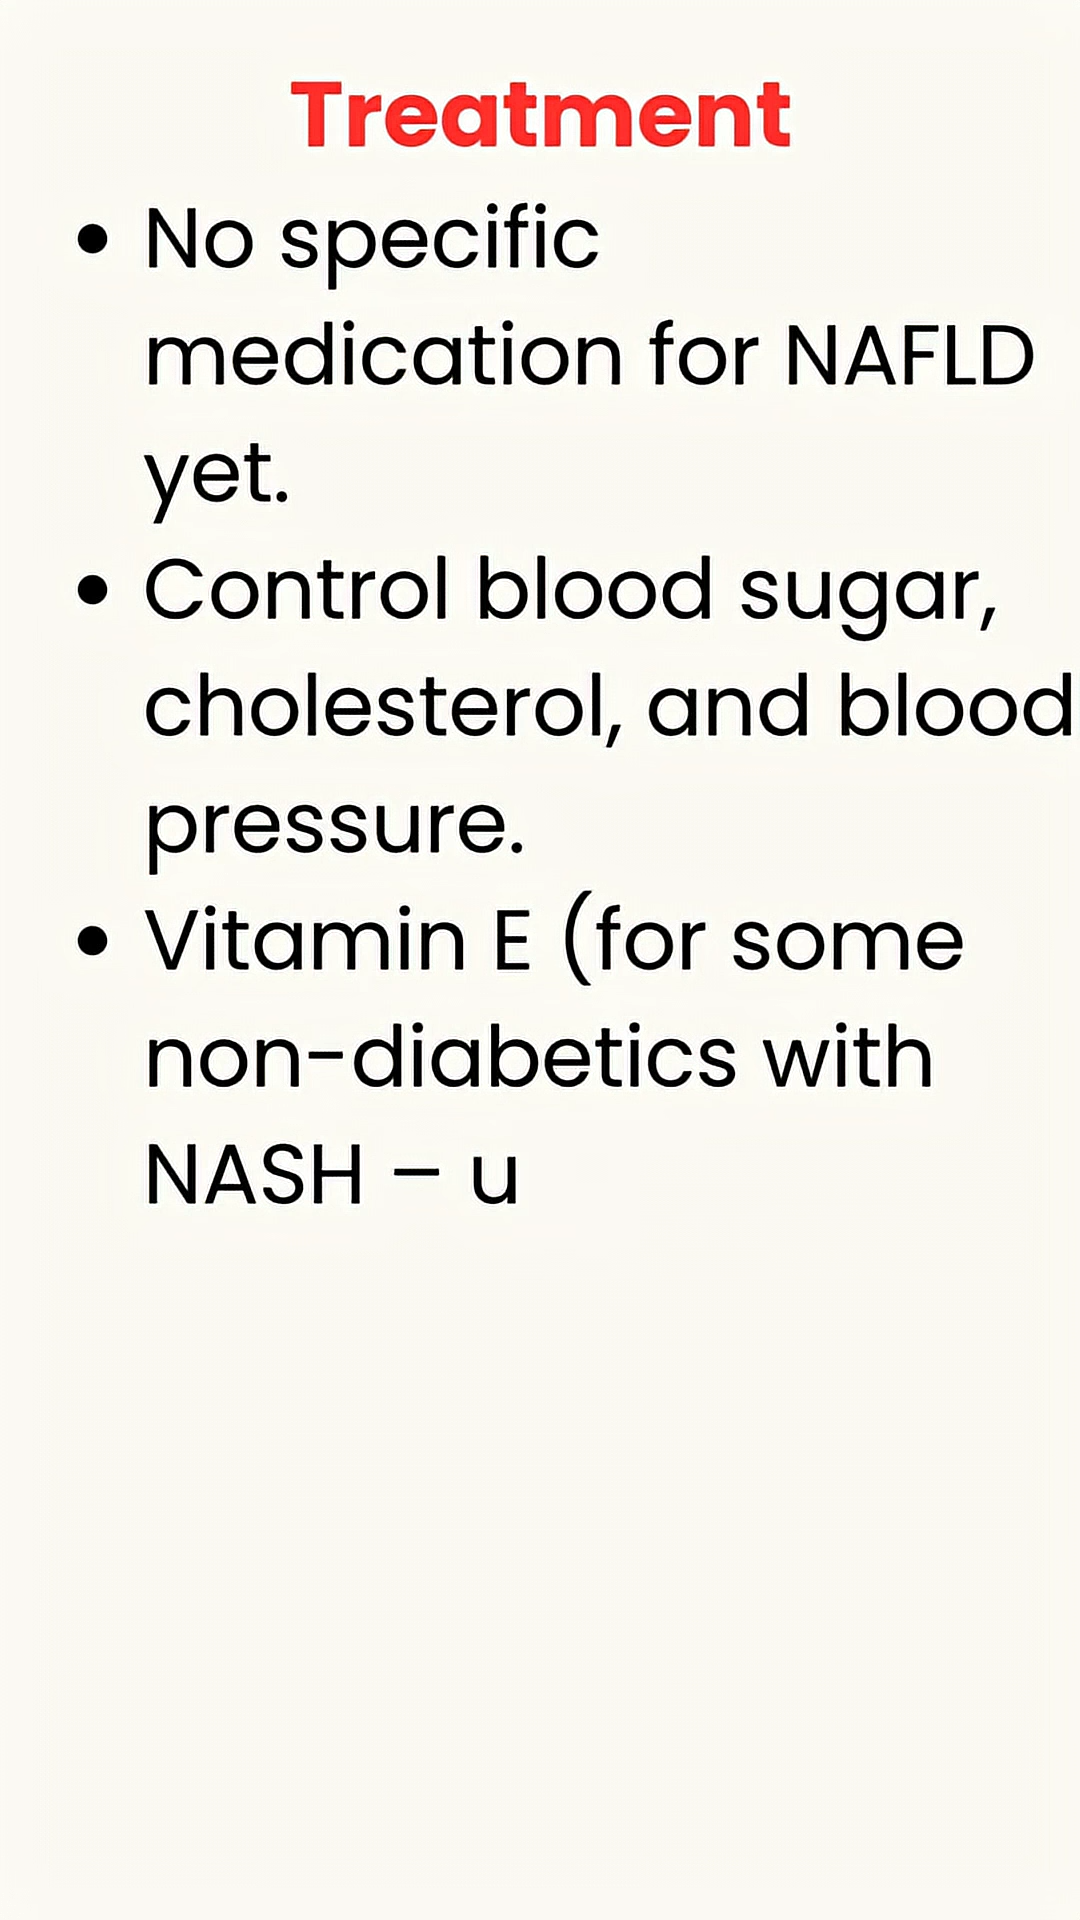 Treatment
• No specific
medication for NAFLD
yet.
• Control blood sugar,
cholesterol, and blood
pressure.
• Vitamin E (for some
non-diabetics with
NASH – u